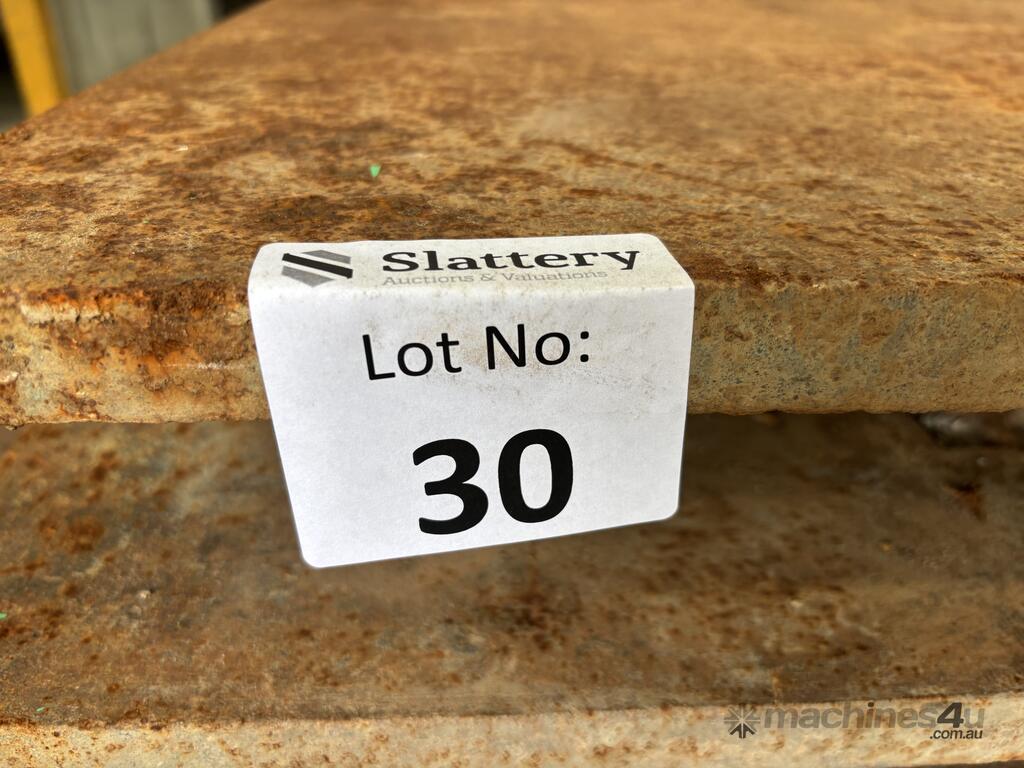 Slattery
Auctions & Valuations
Lot No:
30
machines4u
.com.au